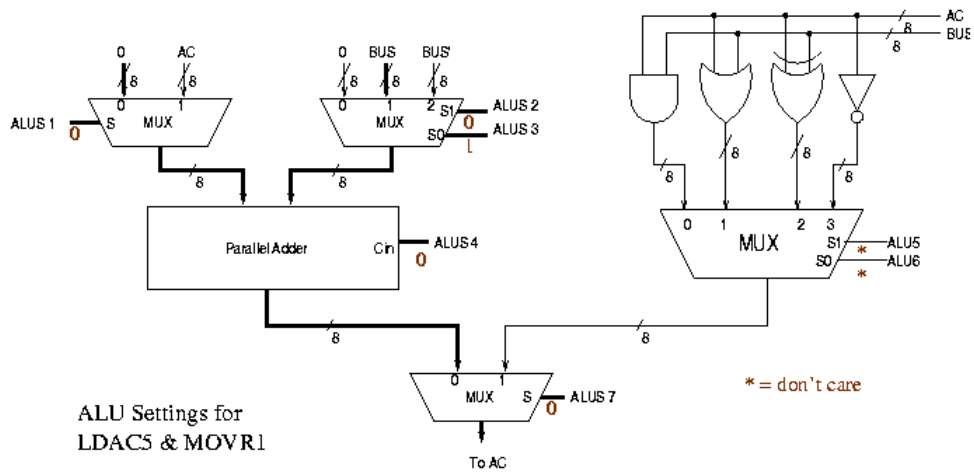 AC
8
BUS
8
0 AC
8 8
0 BUS BUS'
8 8 8
0 1
ALUS 1 S MUX
0
0 1 2
S1 ALUS 2
0
MUX S0 ALUS 3
1
8 8
8 8 8 8
Parallel Adder Cin ALUS 4
0
0 1 2 3
MUX
S1 ALU5
*
S0 ALU6
*
8 8
0 1
MUX S ALUS 7
0
* = don't care
ALU Settings for
LDAC5 & MOVR1
To AC